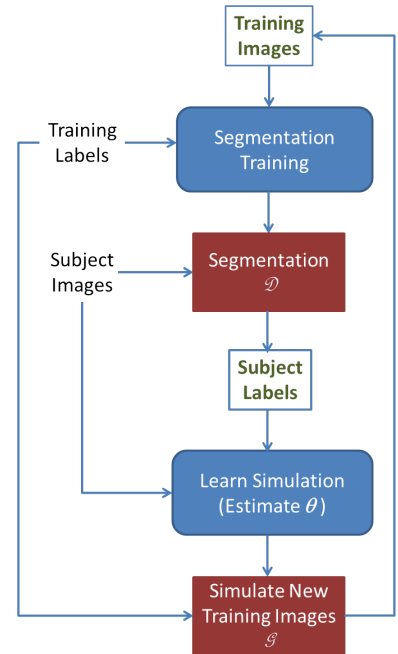 Training
Images
Training
Labels
Segmentation
Training
Subject
Images
Segmentation
𝒟
Subject
Labels
Learn Simulation
(Estimate θ)
Simulate New
Training Images
𝒢